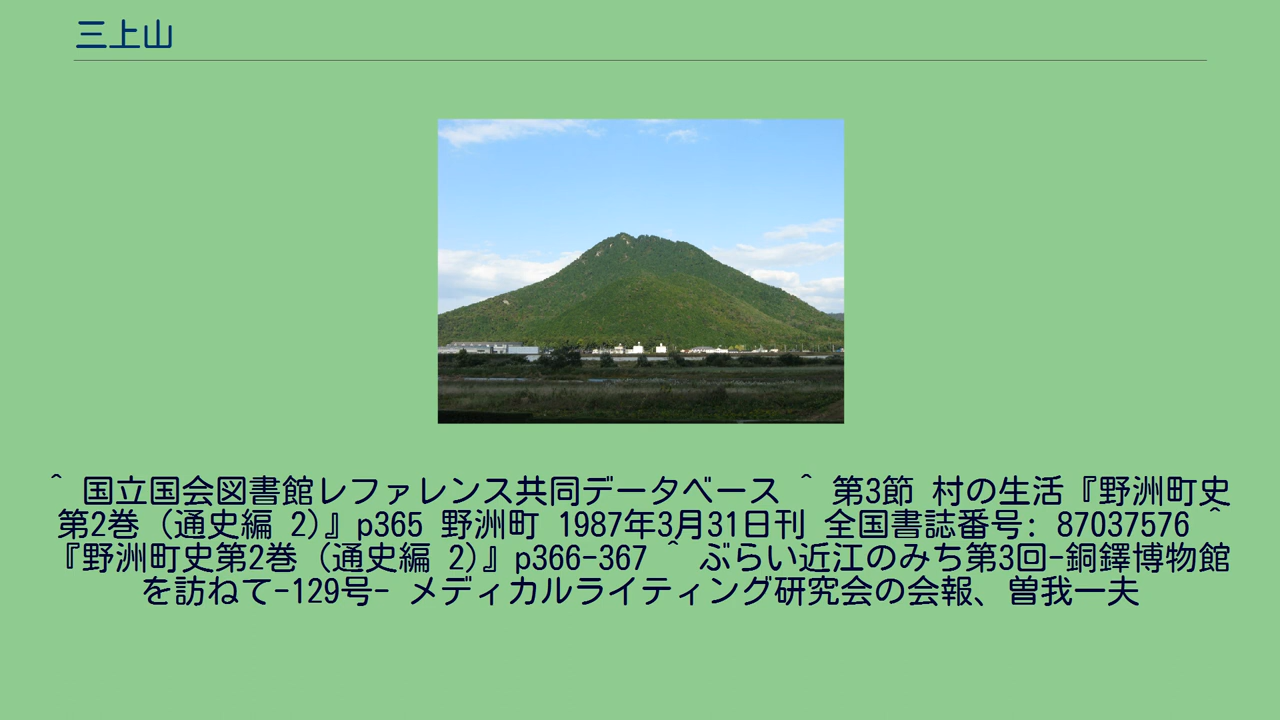 三上山
^ 国立国会図書館レファレンス共同データベース ^ 第3節 村の生活『野洲町史
第2巻 (通史編 2)』p365 野洲町 1987年3月31日刊 全国書誌番号: 87037576 ^
『野洲町史第2巻 (通史編 2)』p366-367 ^ ぶらい近江のみち第3回-銅鐸博物館
を訪ねて-129号- メディカルライティング研究会の会報、曽我一夫